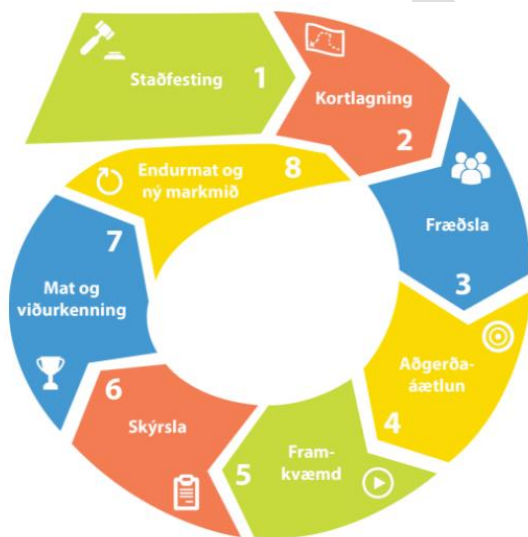 Staðfesting 1
Kortlagning
2
Fræðsla
3
Aðgerða-
áætlun
4
Fram-
kvæmd
5
6
Skýrsla
7
Mat og
viðurkenning
8
Endurmat og
ný markmið